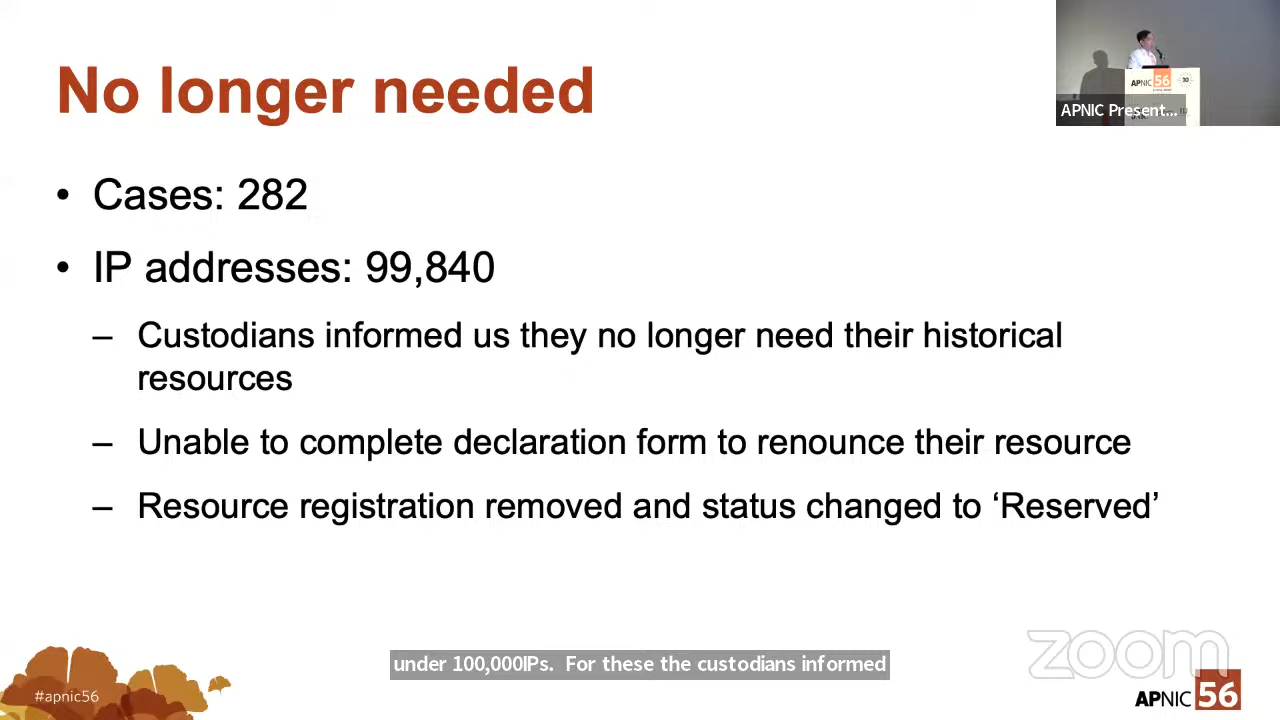 No longer needed
• Cases: 282
• IP addresses: 99,840
– Custodians informed us they no longer need their historical
resources
– Unable to complete declaration form to renounce their resource
– Resource registration removed and status changed to ‘Reserved’
APNIC 56
APNIC Present...
under 100,000IPs. For these the custodians informed
#apnic56
zoom
APNIC 56